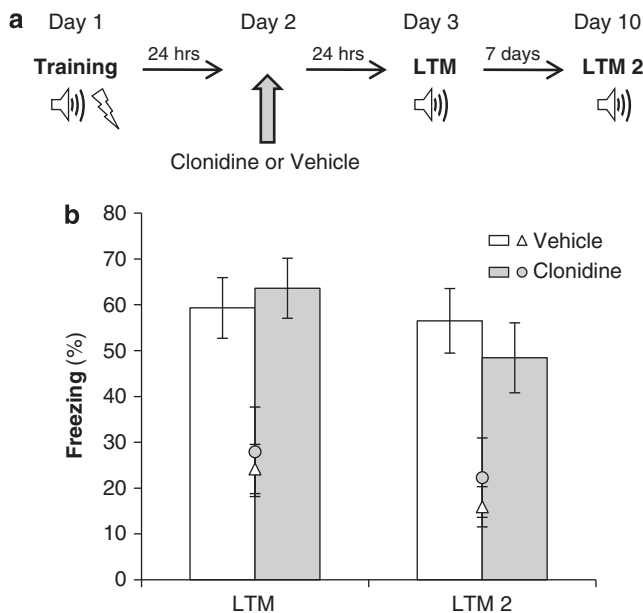 a
Day 1 Day 2 Day 3 Day 10
Training 24 hrs 24 hrs LTM 7 days LTM 2
Clonidine or Vehicle
b
80
70
60
50
40
30
20
10
0
Freezing (%)
Vehicle
Clonidine
LTM LTM 2